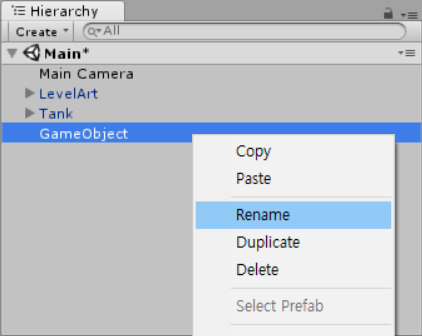 Hierarchy
Create All
Main*
Main Camera
LevelArt
Tank
GameObject
Copy
Paste
Rename
Duplicate
Delete
Select Prefab